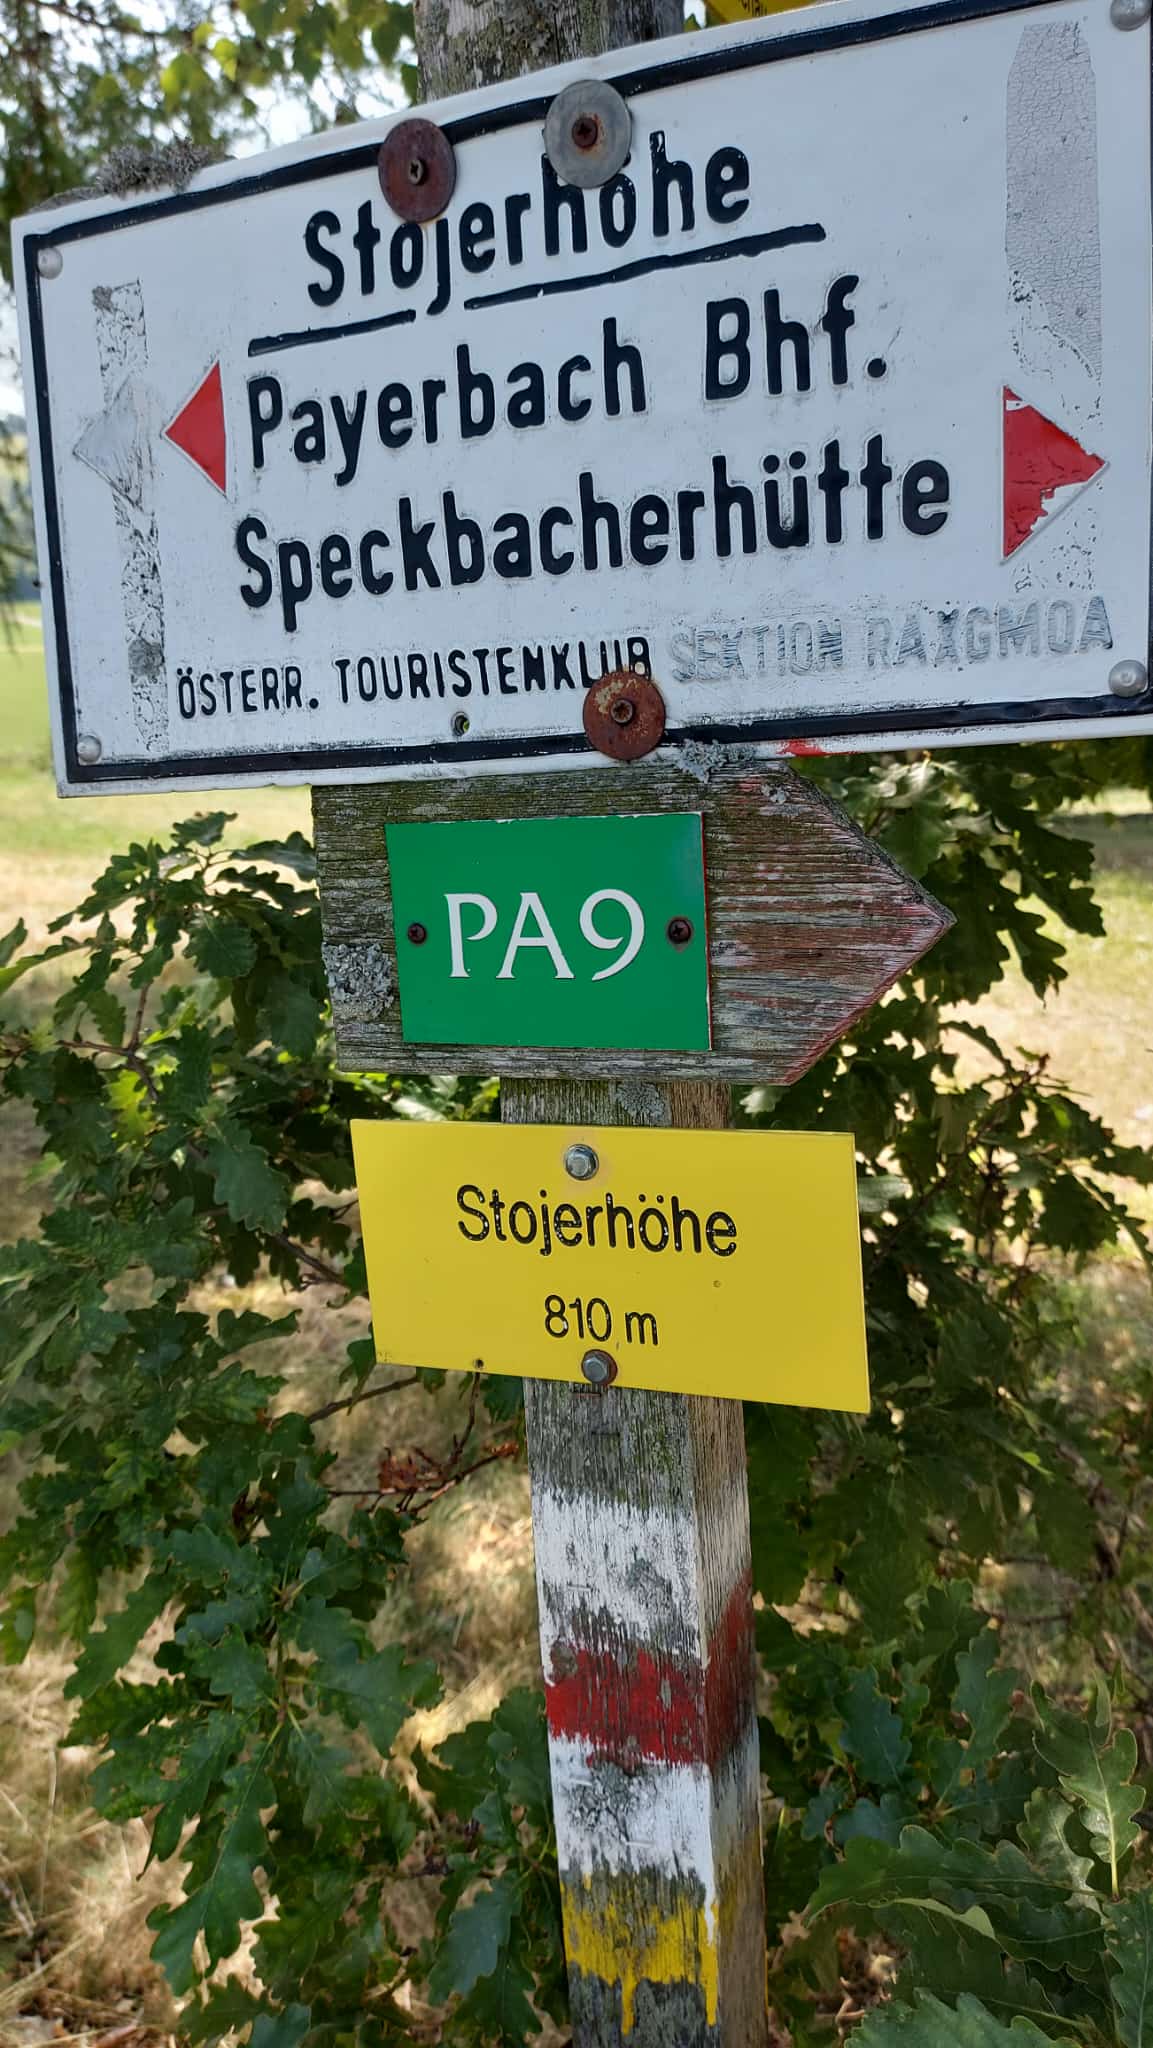 Stojerhöhe
Payerbach Bhf.
Speckbacherhütte
ÖSTERR. TOURISTENKLUB SEKTION RAXGMOA
PA9
Stojerhöhe
810 m